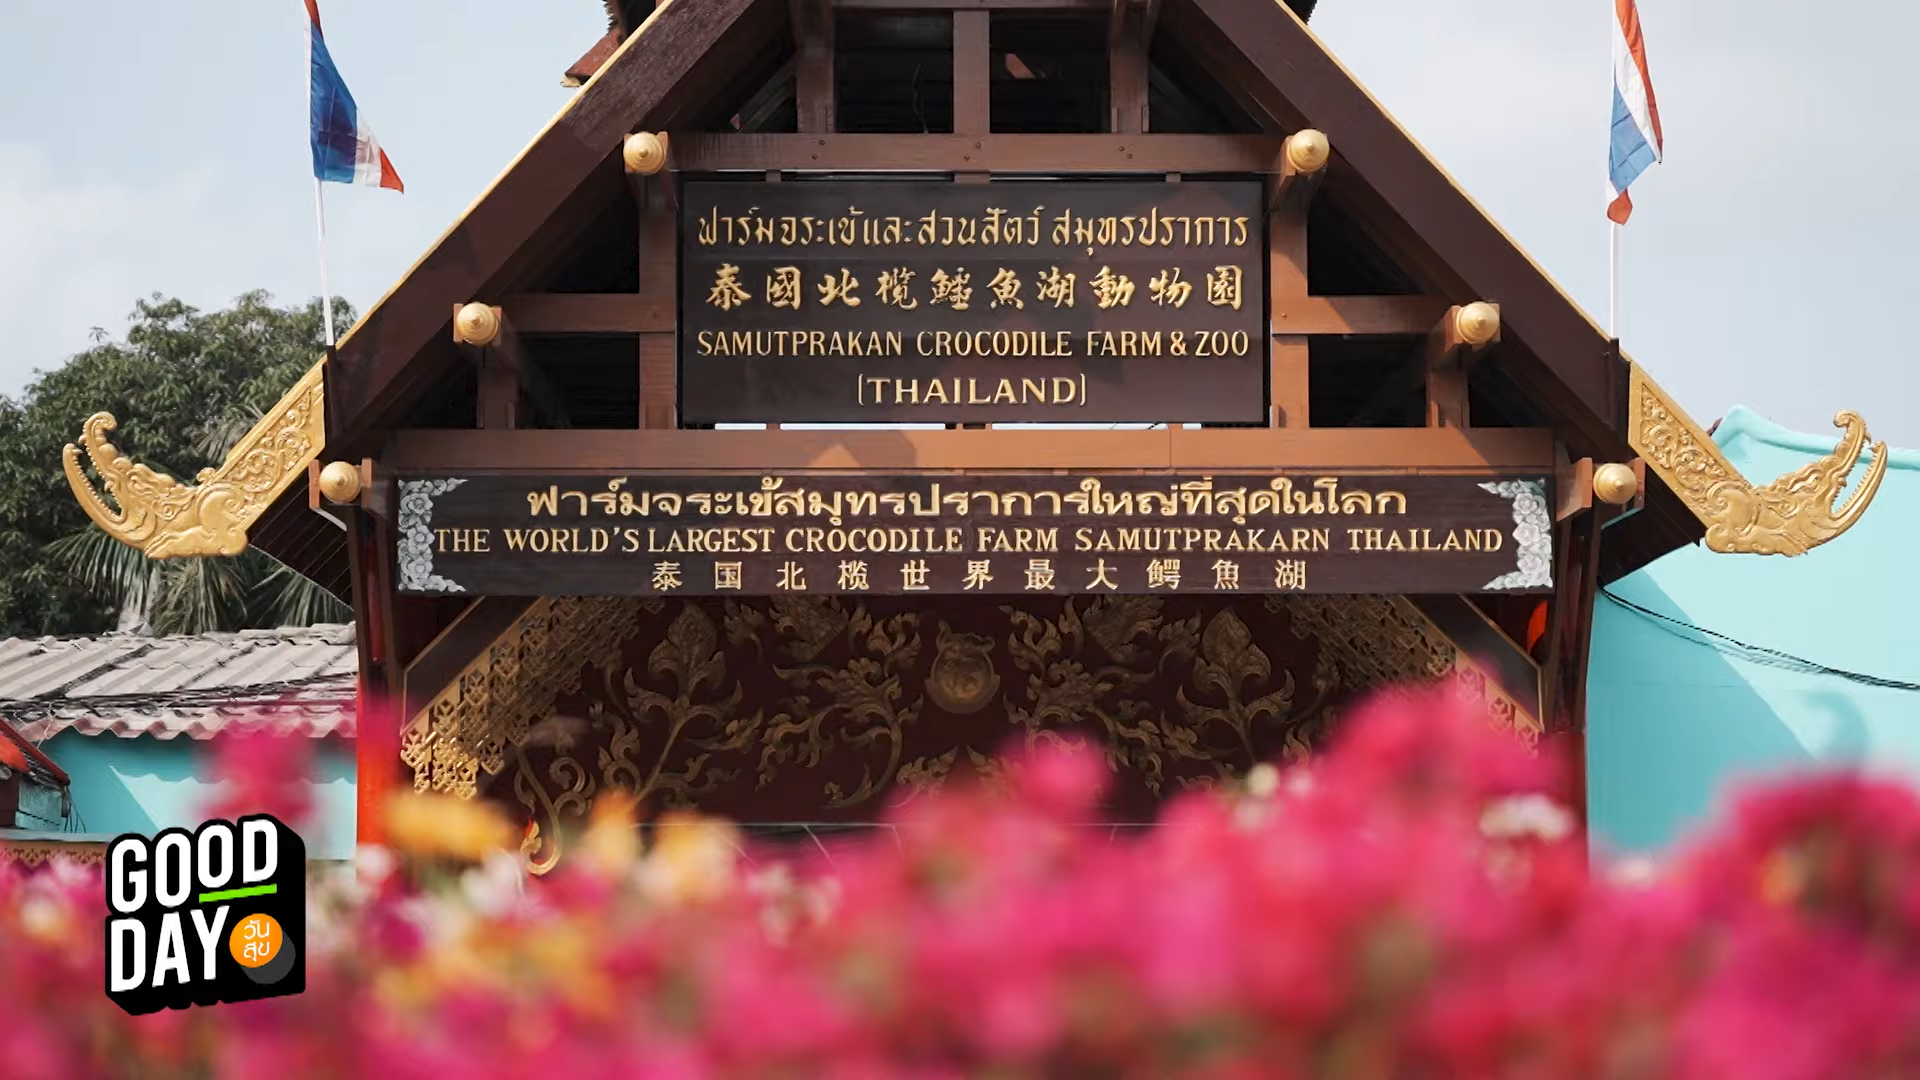 ฟาร์มจระเข้และสวนสัตว์ สมุทรปราการ
泰國北欖鱷魚湖動物園
SAMUTPRAKAN CROCODILE FARM & ZOO
(THAILAND)
ฟาร์มจระเข้สมุทรปราการใหญ่ที่สุดในโลก
THE WORLD'S LARGEST CROCODILE FARM SAMUTPRAKARN THAILAND
泰国北榄世界最大鳄魚湖
GOOD
DAY
วัน
สุข